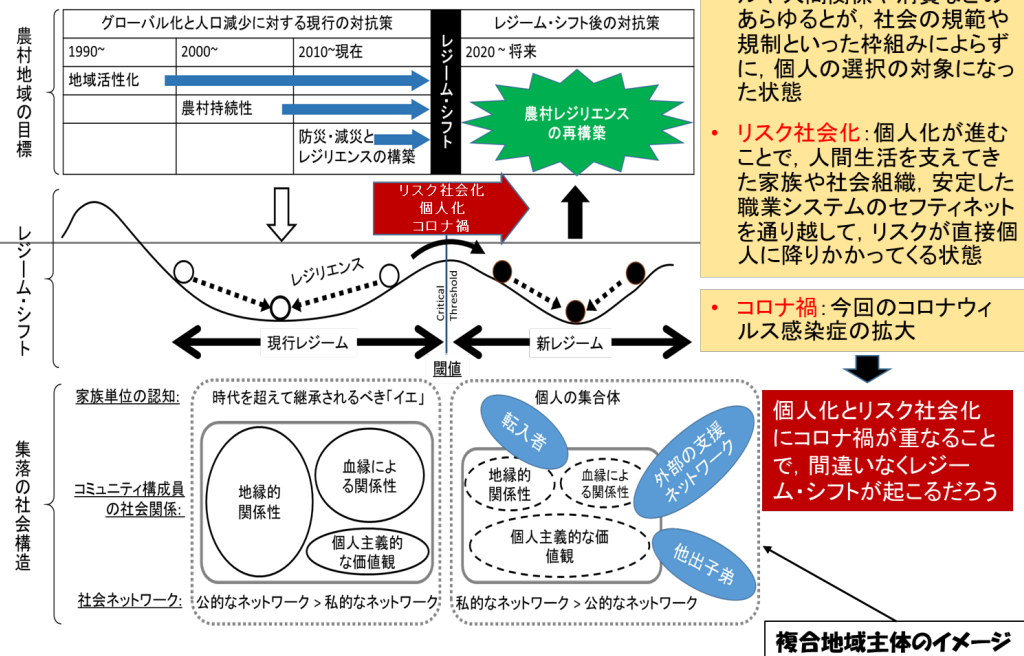 農村地域の目標
グローバル化と人口減少に対する現行の対抗策
レジーム・シフト後の対抗策
1990~
2000~
2010~現在
2020 ~ 将来
レジーム・シフト
地域活性化
農村持続性
防災・減災と
レジリエンスの構築
農村レジリエンス
の再構築
リスク社会化
個人化
コロナ禍
レジーム・シフト
レジリエンス
Critical
Threshold
現行レジーム
新レジーム
閾値
集落の社会構造
家族単位の認知:
時代を超えて継承されるべき「イエ」
個人の集合体
コミュニティ構成員
の社会関係:
地縁的
関係性
血縁によ
る関係性
個人主義的
な価値観
転入者
外部の支援
ネットワーク
地縁的
関係性
血縁によ
る関係性
個人主義的な価
値観
他出子弟
社会ネットワーク:
公的なネットワーク > 私的なネットワーク
私的なネットワーク > 公的なネットワーク
あらゆるとが，社会の規範や
規制といった枠組みによらず
に，個人の選択の対象になっ
た状態
• リスク社会化：個人化が進む
ことで，人間生活を支えてき
た家族や社会組織，安定した
職業システムのセフティネット
を通り越して，リスクが直接個
人に降りかかってくる状態
• コロナ禍：今回のコロナウィ
ルス感染症の拡大
個人化とリスク社会化
にコロナ禍が重なること
で，間違いなくレジー
ム・シフトが起こるだろう
複合地域主体のイメージ